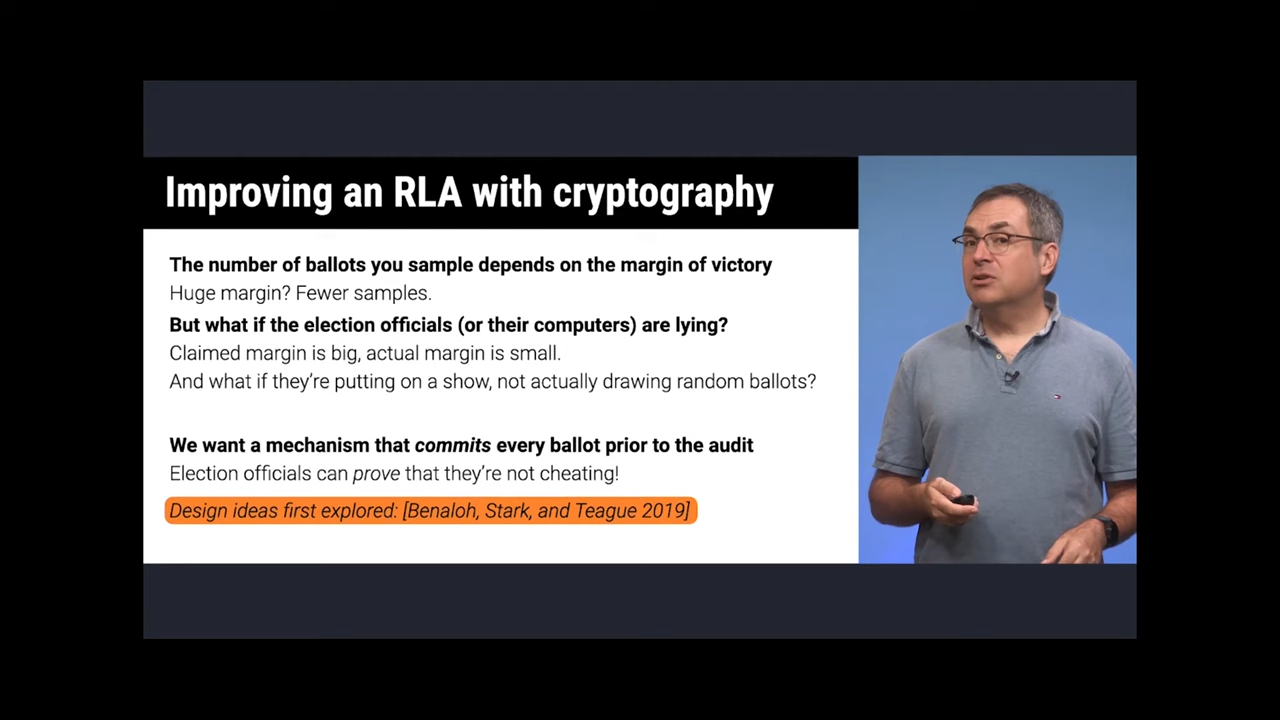 Improving an RLA with cryptography
The number of ballots you sample depends on the margin of victory
Huge margin? Fewer samples.
But what if the election officials (or their computers) are lying?
Claimed margin is big, actual margin is small.
And what if they're putting on a show, not actually drawing random ballots?
We want a mechanism that commits every ballot prior to the audit
Election officials can prove that they're not cheating!
Design ideas first explored: [Benaloh, Stark, and Teague 2019]